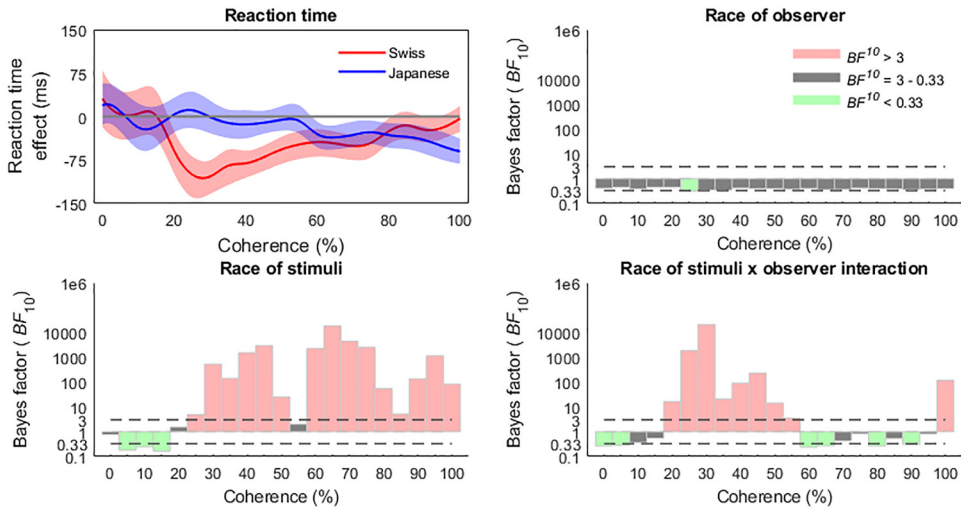 Reaction time
150
75
0
-75
-150
Reaction time
effect (ms)
Swiss
Japanese
0 20 40 60 80 100
Coherence (%)
Race of observer
1e6
10000
1000
100
10
3
1
0.33
0.1
Bayes factor ( BF10)
BF10 > 3
BF10 = 3 - 0.33
BF10 < 0.33
0 10 20 30 40 50 60 70 80 90 100
Coherence (%)
Race of stimuli
1e6
10000
1000
100
10
3
1
0.33
0.1
Bayes factor ( BF10)
0 10 20 30 40 50 60 70 80 90 100
Coherence (%)
Race of stimuli x observer interaction
1e6
10000
1000
100
10
3
1
0.33
0.1
Bayes factor ( BF10)
0 10 20 30 40 50 60 70 80 90 100
Coherence (%)